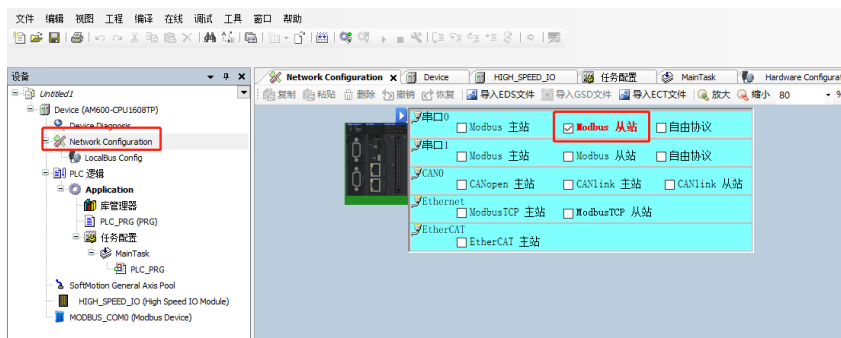 文件 编辑 视图 工程 编译 在线 调试 工具 窗口 帮助
设备
Untitled1
Device (AM600-CPU1608TP)
Device Diagnosis
Network Configuration
LocalBus Config
PLC 逻辑
Application
库管理器
PLC_PRG (PRG)
任务配置
MainTask
PLC_PRG
SoftMotion General Axis Pool
HIGH_SPEED_IO (High Speed IO Module)
MODBUS_COM0 (Modbus Device)
Network Configuration Device HIGH_SPEED_IO 任务配置 MainTask Hardware Configurat
复制 粘贴 删除 撤销 恢复 导入EDS文件 导入GSD文件 导入ECT文件 放大 缩小 80 %
串口0
Modbus 主站 Modbus 从站 自由协议
串口1
Modbus 主站 Modbus 从站 自由协议
CAN0
CANopen 主站 CANlink 主站 CANlink 从站
Ethernet
ModbusTCP 主站 ModbusTCP 从站
EtherCAT
EtherCAT 主站